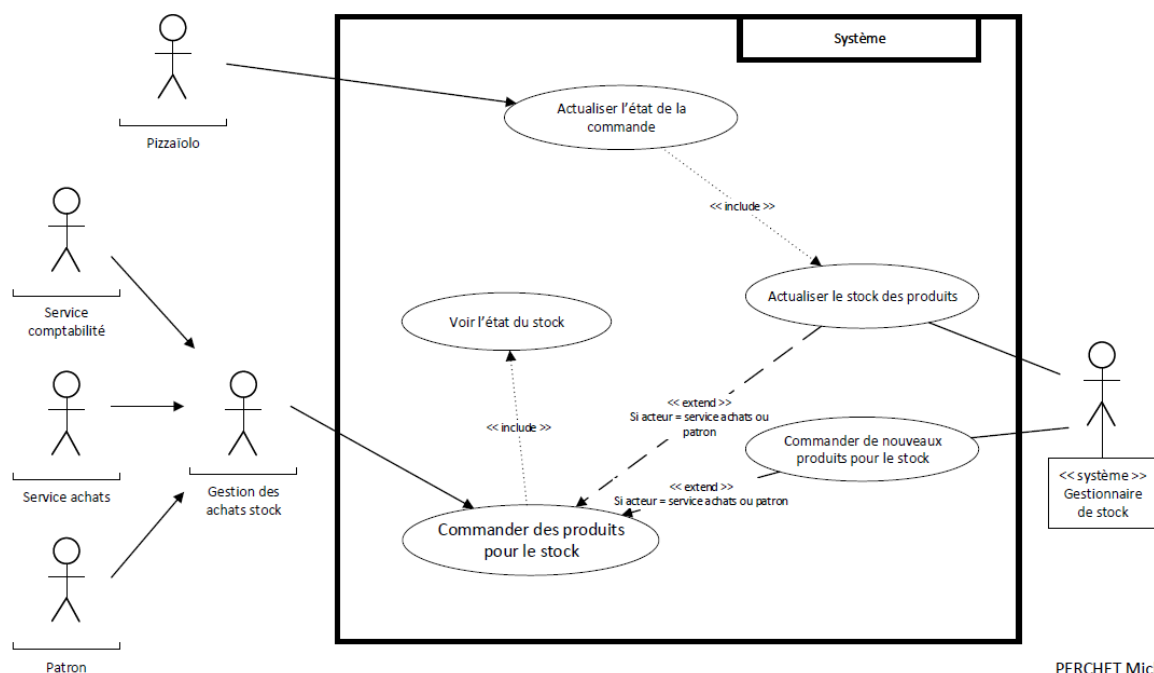 Système
Actualiser l'état de la
commande
Pizzaïolo
<< include >>
Service
comptabilité
Voir l'état du stock
Actualiser le stock des produits
<< extend >>
Si acteur = service achats ou
patron
<< include >>
Commander de nouveaux
produits pour le stock
Service achats
Gestion des
achats stock
<< extend >>
Si acteur = service achats ou patron
<< système >>
Gestionnaire
de stock
Commander des produits
pour le stock
Patron
PERCHET Mic